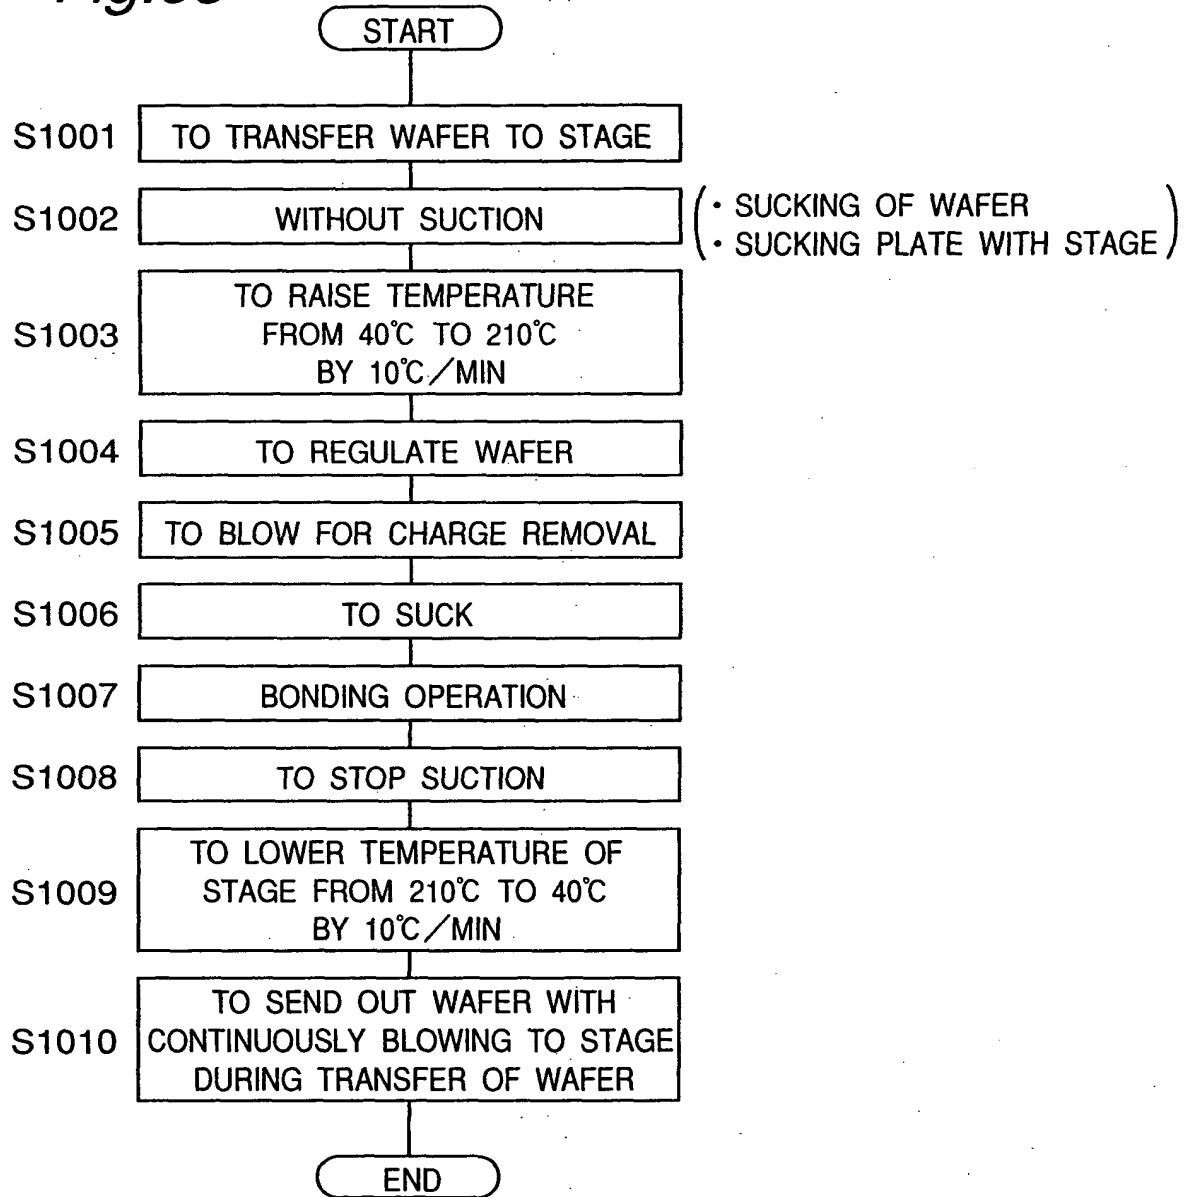 START
S1001 TO TRANSFER WAFER TO STAGE
S1002 WITHOUT SUCTION (・SUCKING OF WAFER
・SUCKING PLATE WITH STAGE)
TO RAISE TEMPERATURE
S1003 FROM 40℃ TO 210℃
BY 10℃/MIN
S1004 TO REGULATE WAFER
S1005 TO BLOW FOR CHARGE REMOVAL
S1006 TO SUCK
S1007 BONDING OPERATION
S1008 TO STOP SUCTION
TO LOWER TEMPERATURE OF
S1009 STAGE FROM 210℃ TO 40℃
BY 10℃/MIN
TO SEND OUT WAFER WITH
S1010 CONTINUOUSLY BLOWING TO STAGE
DURING TRANSFER OF WAFER
END